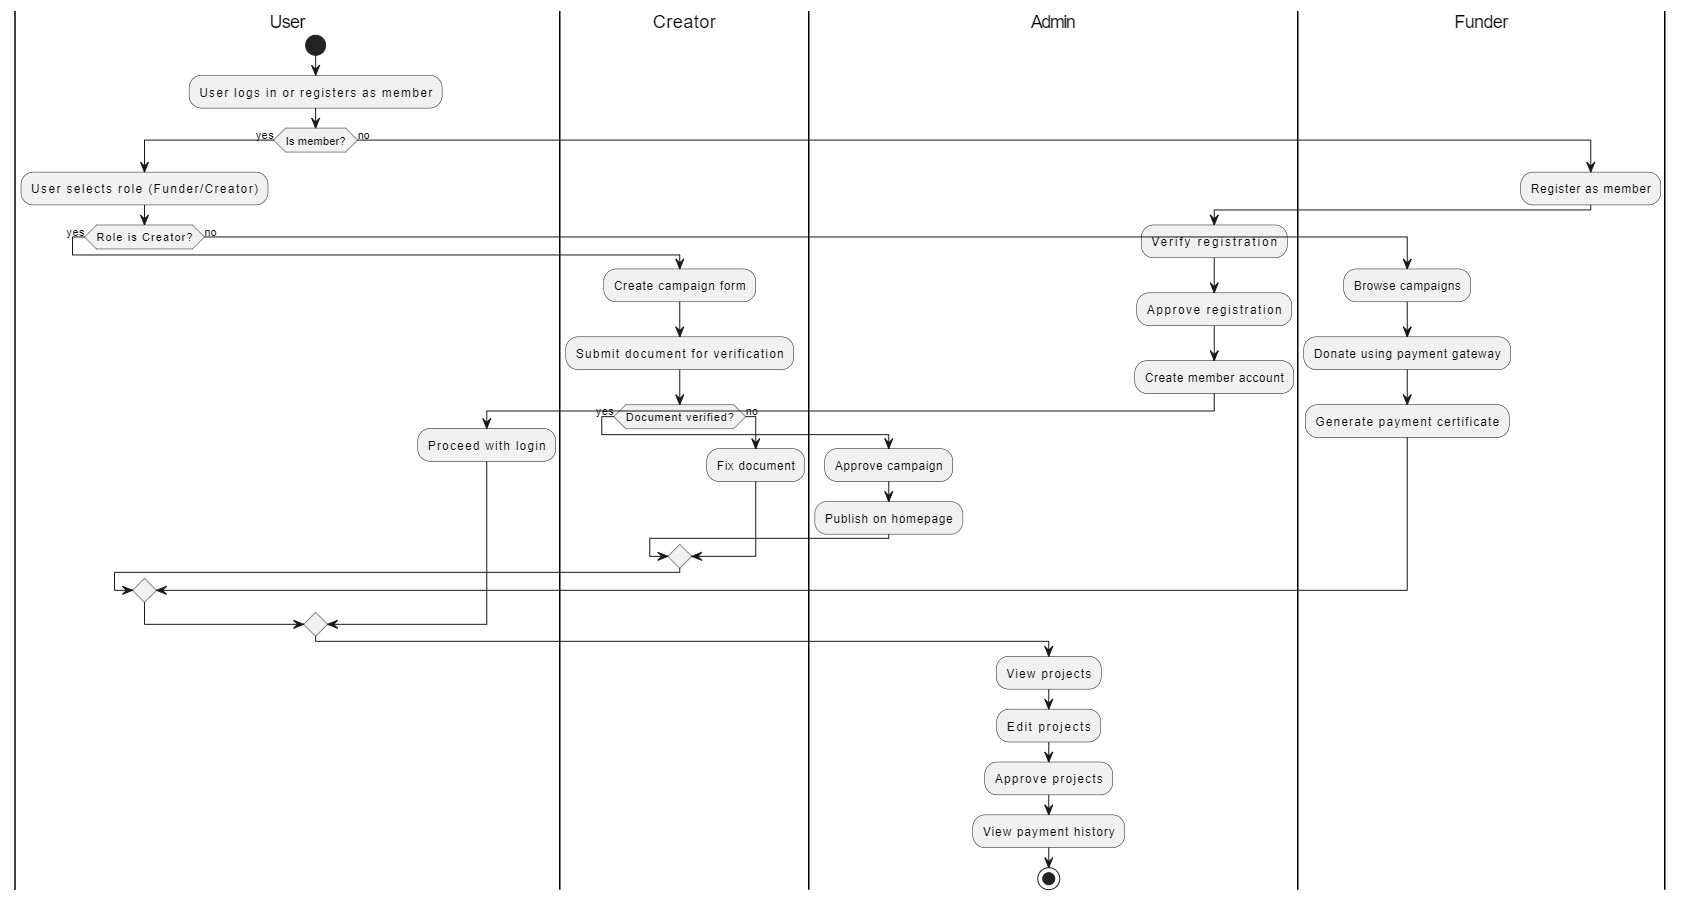 User
Creator
Admin
Funder
User logs in or registers as member
yes
Is member?
no
User selects role (Funder/Creator)
Register as member
yes
Role is Creator?
no
Verify registration
Create campaign form
Browse campaigns
Approve registration
Submit document for verification
Donate using payment gateway
Create member account
yes
Document verified?
no
Generate payment certificate
Proceed with login
Fix document
Approve campaign
Publish on homepage
View projects
Edit projects
Approve projects
View payment history